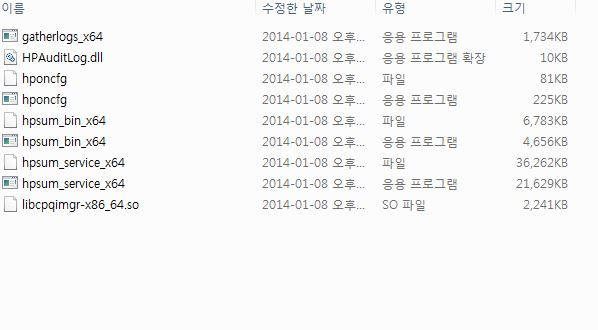 이름 수정한 날짜 유형 크기
gatherlogs_x64 2014-01-08 오후... 응용 프로그램 1,734KB
HPAuditLog.dll 2014-01-08 오후... 응용 프로그램 확장 10KB
hponcfg 2014-01-08 오후... 파일 81KB
hponcfg 2014-01-08 오후... 응용 프로그램 225KB
hpsum_bin_x64 2014-01-08 오후... 파일 6,783KB
hpsum_bin_x64 2014-01-08 오후... 응용 프로그램 4,656KB
hpsum_service_x64 2014-01-08 오후... 파일 36,262KB
hpsum_service_x64 2014-01-08 오후... 응용 프로그램 21,629KB
libcpqimgr-x86_64.so 2014-01-08 오후... SO 파일 2,241KB